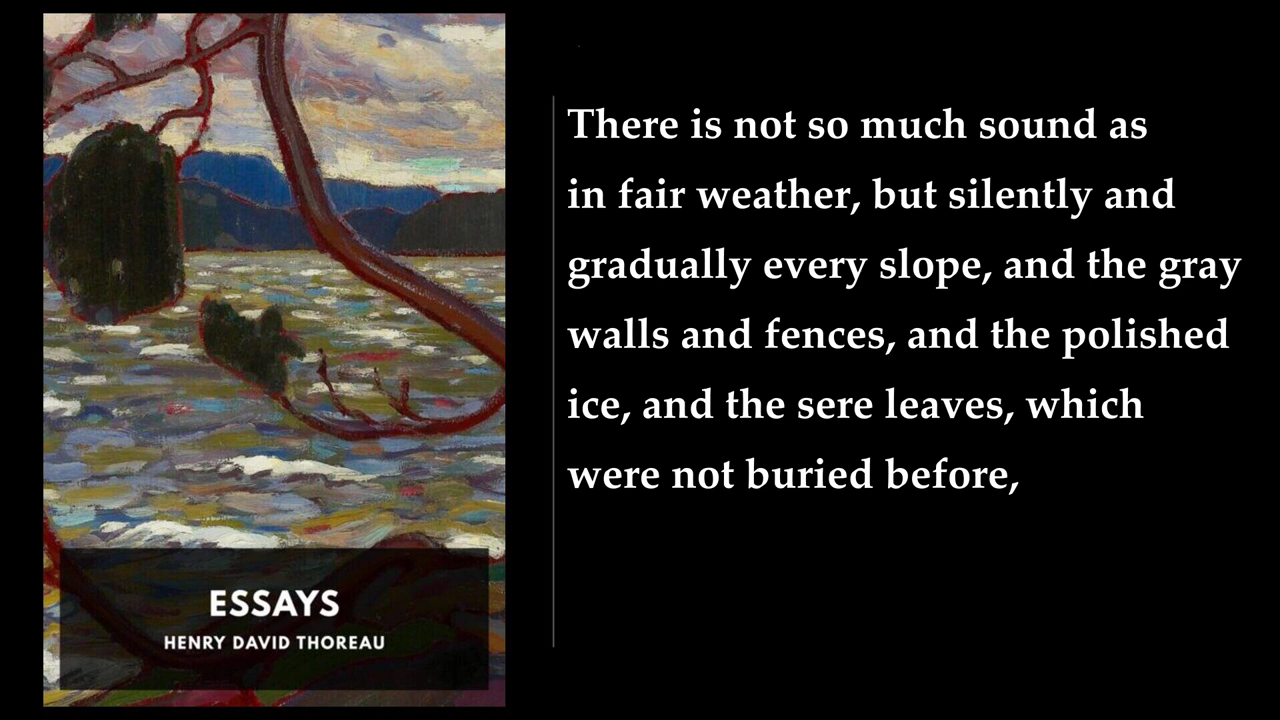 ESSAYS
HENRY DAVID THOREAU
There is not so much sound as
in fair weather, but silently and
gradually every slope, and the gray
walls and fences, and the polished
ice, and the sere leaves, which
were not buried before,